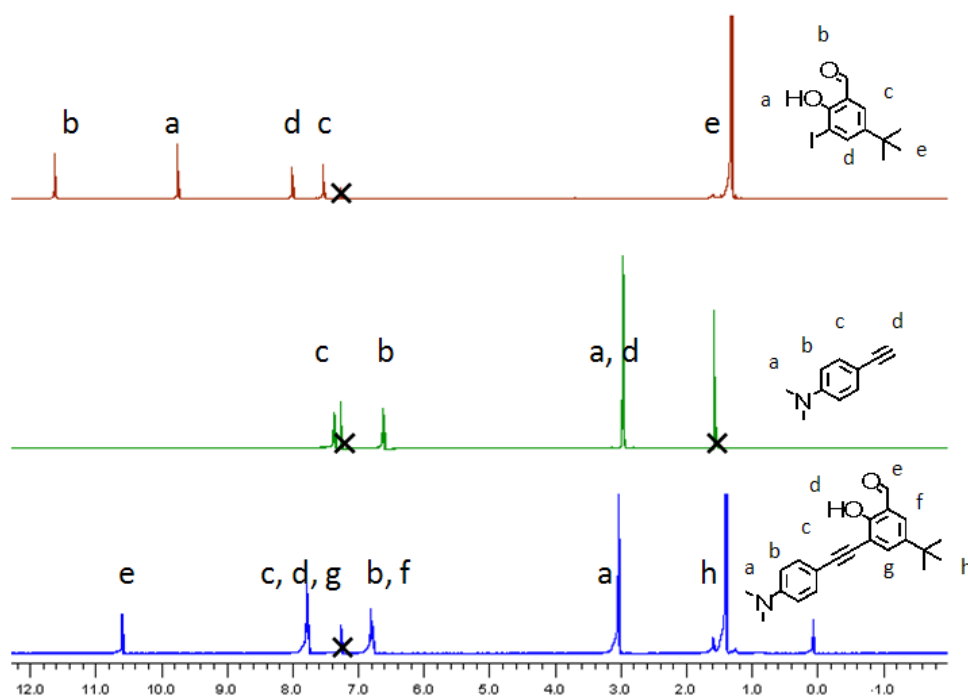 b
O
HO
a
c
I
d
e
b a d c e
c d
b
a
N
c b a, d
e
d
O
HO
f
c
b
a
g
h
N
e c, d, g b, f a h
12.0 11.0 10.0 9.0 8.0 7.0 6.0 5.0 4.0 3.0 2.0 1.0 0.0 -1.0